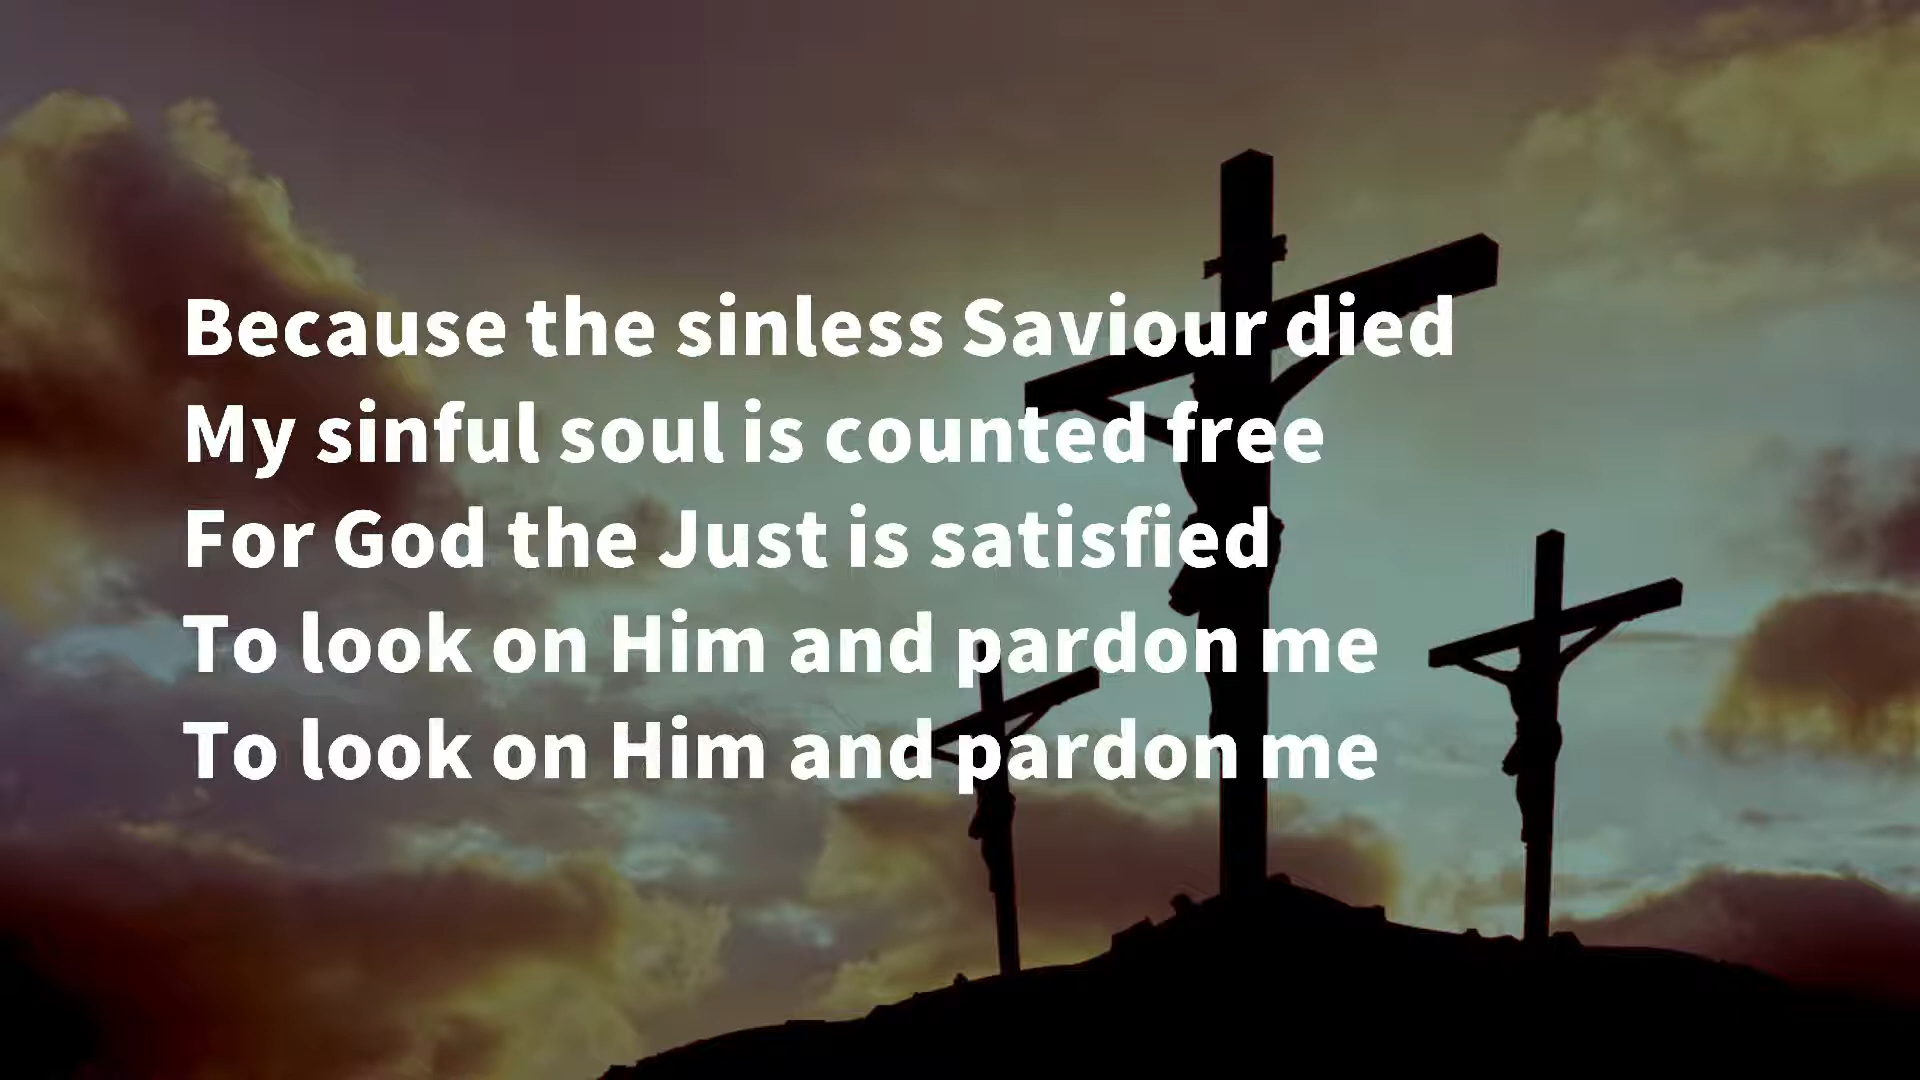 Because the sinless Saviour died
My sinful soul is counted free
For God the Just is satisfied
To look on Him and pardon me
To look on Him and pardon me